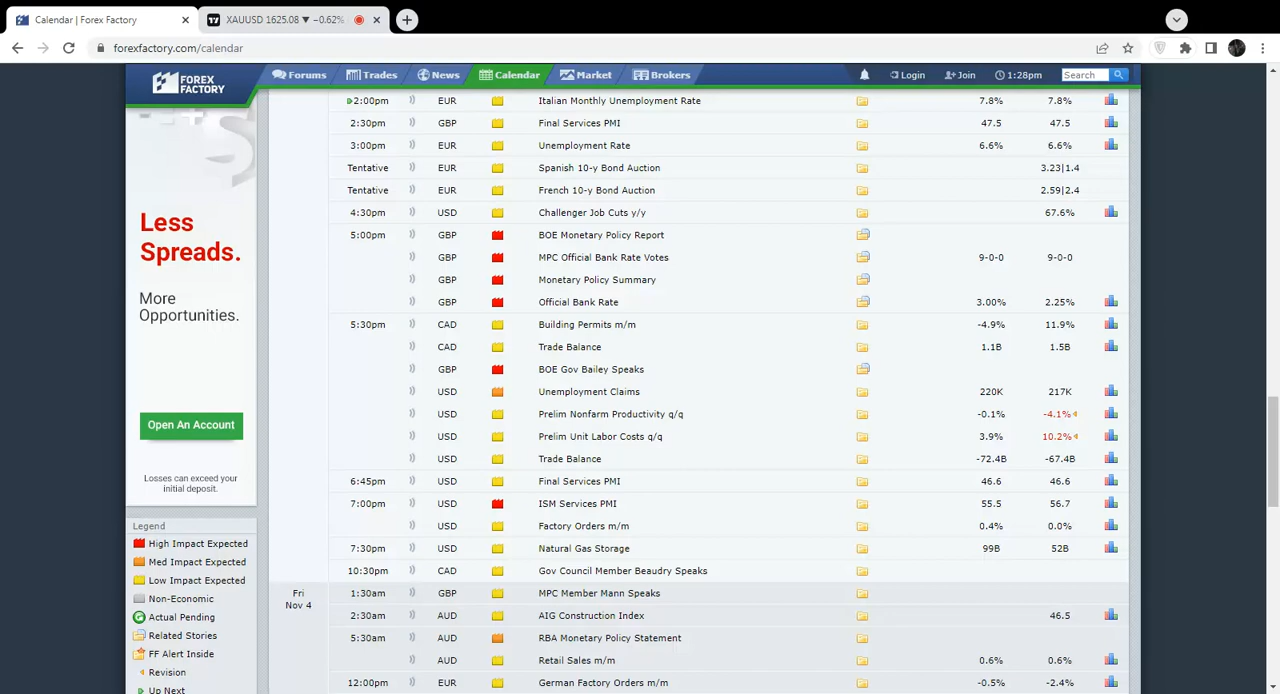 Calendar | Forex Factory
XAUUSD 1625.08 ▼ −0.62%
forexfactory.com/calendar
FOREX
FACTORY
Forums
Trades
News
Calendar
Market
Brokers
Login
Join
1:28pm
Search
2:00pm EUR Italian Monthly Unemployment Rate 7.8% 7.8%
2:30pm GBP Final Services PMI 47.5 47.5
3:00pm EUR Unemployment Rate 6.6% 6.6%
Tentative EUR Spanish 10-y Bond Auction 3.23|1.4
Tentative EUR French 10-y Bond Auction 2.59|2.4
4:30pm USD Challenger Job Cuts y/y 67.6%
5:00pm GBP BOE Monetary Policy Report
GBP MPC Official Bank Rate Votes 9-0-0 9-0-0
GBP Monetary Policy Summary
GBP Official Bank Rate 3.00% 2.25%
5:30pm CAD Building Permits m/m -4.9% 11.9%
CAD Trade Balance 1.1B 1.5B
GBP BOE Gov Bailey Speaks
USD Unemployment Claims 220K 217K
USD Prelim Nonfarm Productivity q/q -0.1% -4.1%
USD Prelim Unit Labor Costs q/q 3.9% 10.2%
USD Trade Balance -72.4B -67.4B
6:45pm USD Final Services PMI 46.6 46.6
7:00pm USD ISM Services PMI 55.5 56.7
USD Factory Orders m/m 0.4% 0.0%
7:30pm USD Natural Gas Storage 99B 52B
10:30pm CAD Gov Council Member Beaudry Speaks
Fri
Nov 4
1:30am GBP MPC Member Mann Speaks
2:30am AUD AIG Construction Index 46.5
5:30am AUD RBA Monetary Policy Statement
AUD Retail Sales m/m 0.6% 0.6%
12:00pm EUR German Factory Orders m/m -0.5% -2.4%
Less
Spreads.
More
Opportunities.
Open An Account
Losses can exceed your
initial deposit.
Legend
High Impact Expected
Med Impact Expected
Low Impact Expected
Non-Economic
Actual Pending
Related Stories
FF Alert Inside
Revision
Up Next